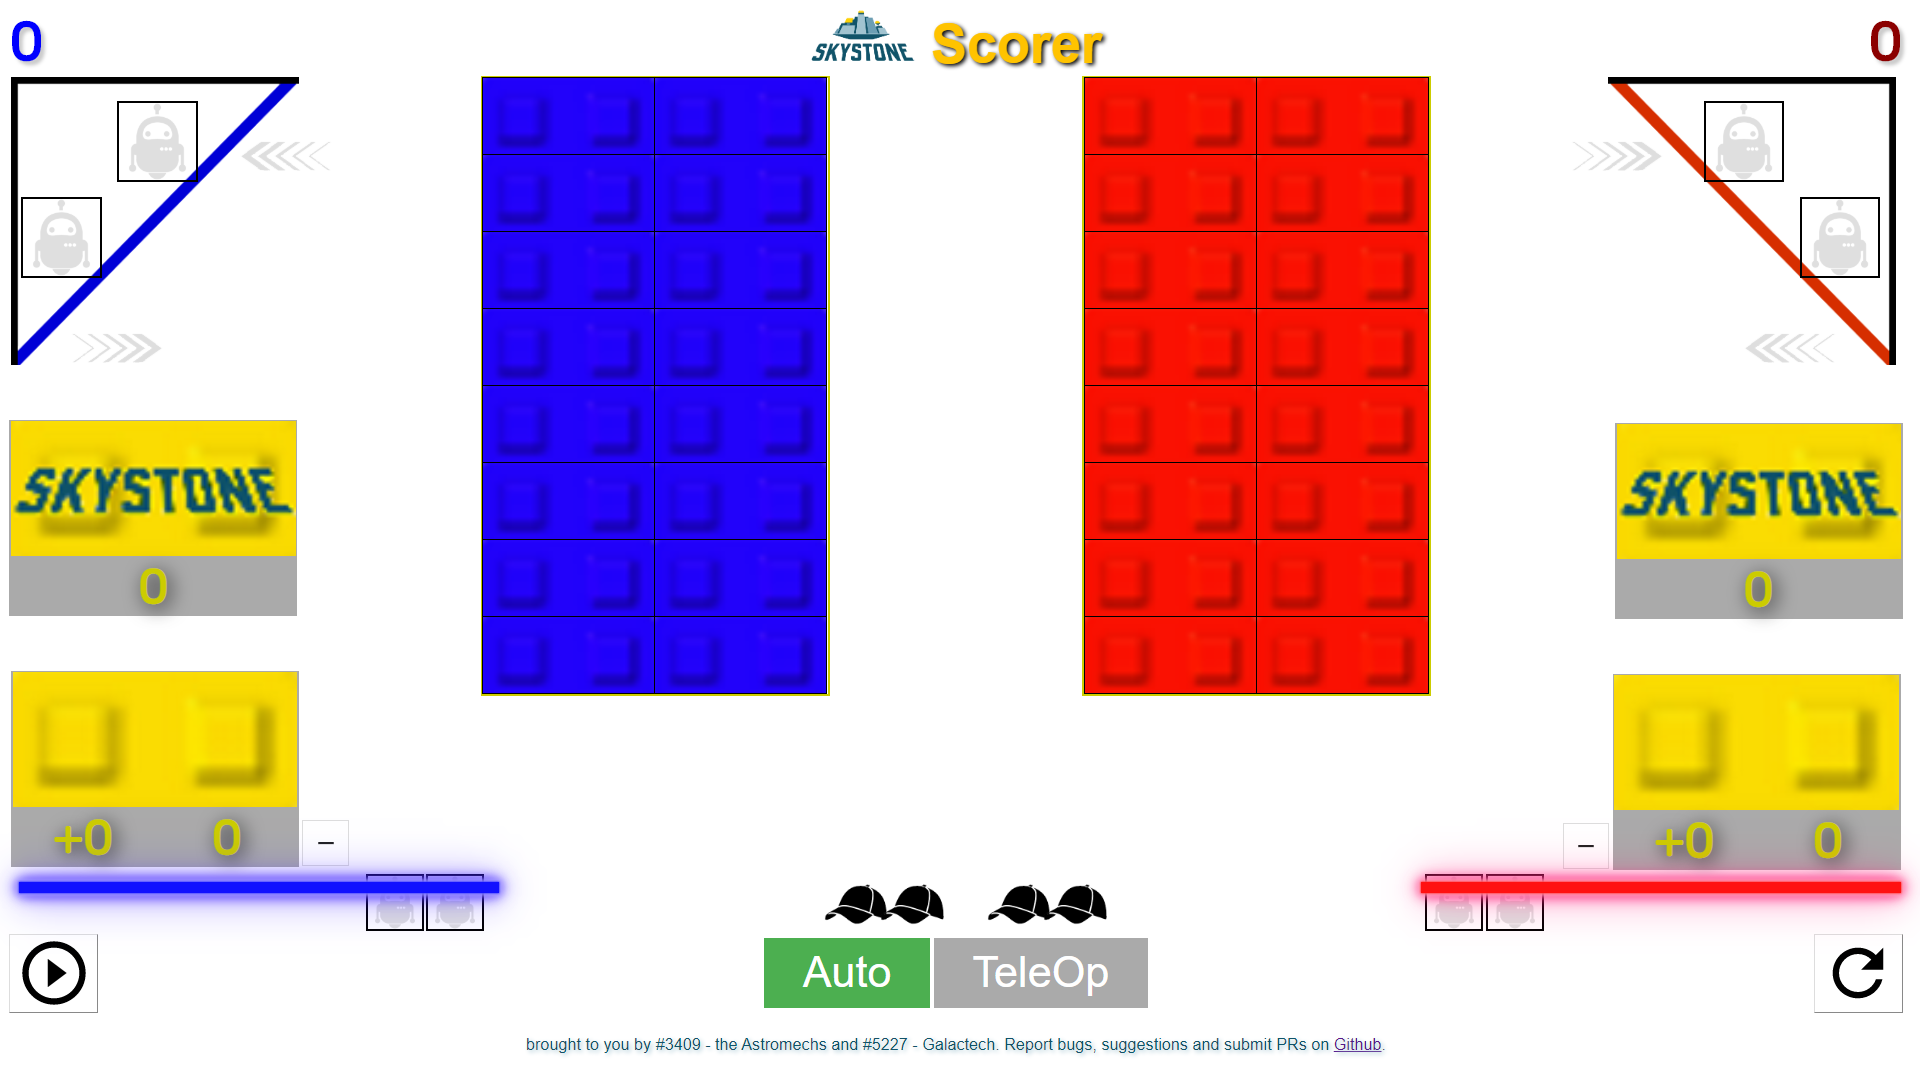 0
SKYSTONE Scorer
0
SKYSTONE
0
SKYSTONE
0
+0 0
−
−
+0 0
Auto
TeleOp
brought to you by #3409 - the Astromechs and #5227 - Galactech. Report bugs, suggestions and submit PRs on Github.